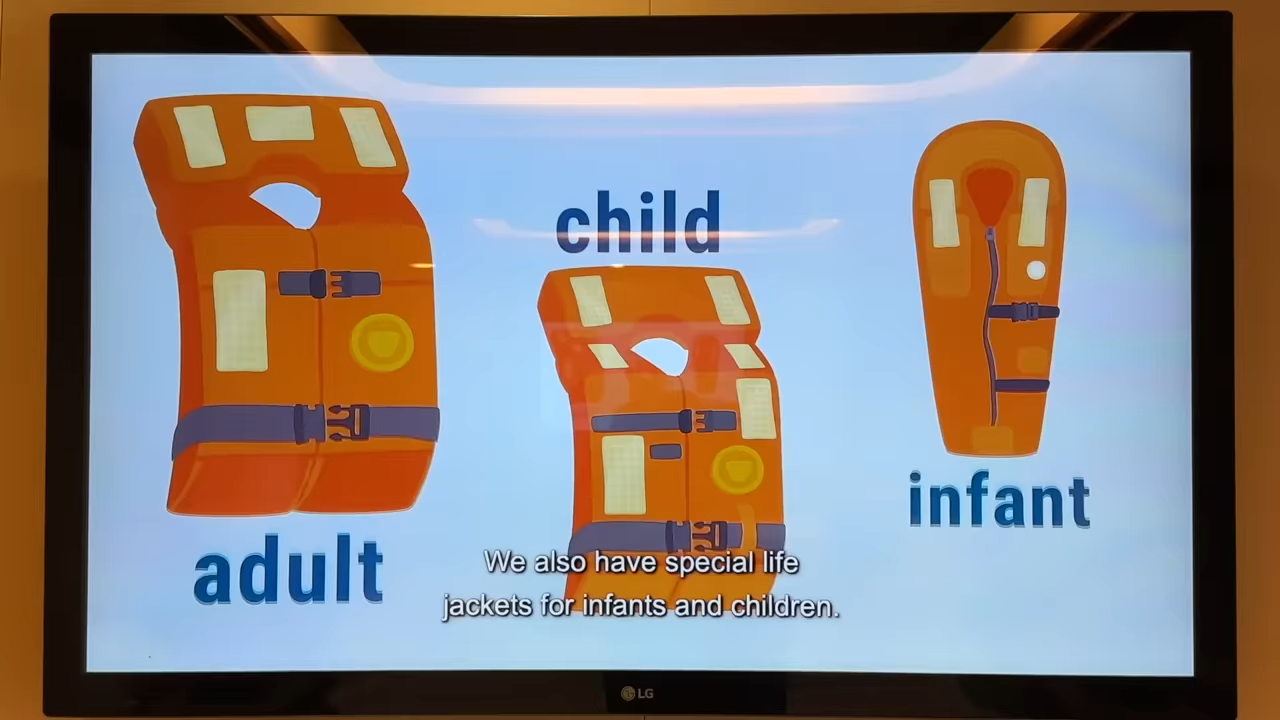 child
adult
infant
We also have special life
jackets for infants and children.
LG